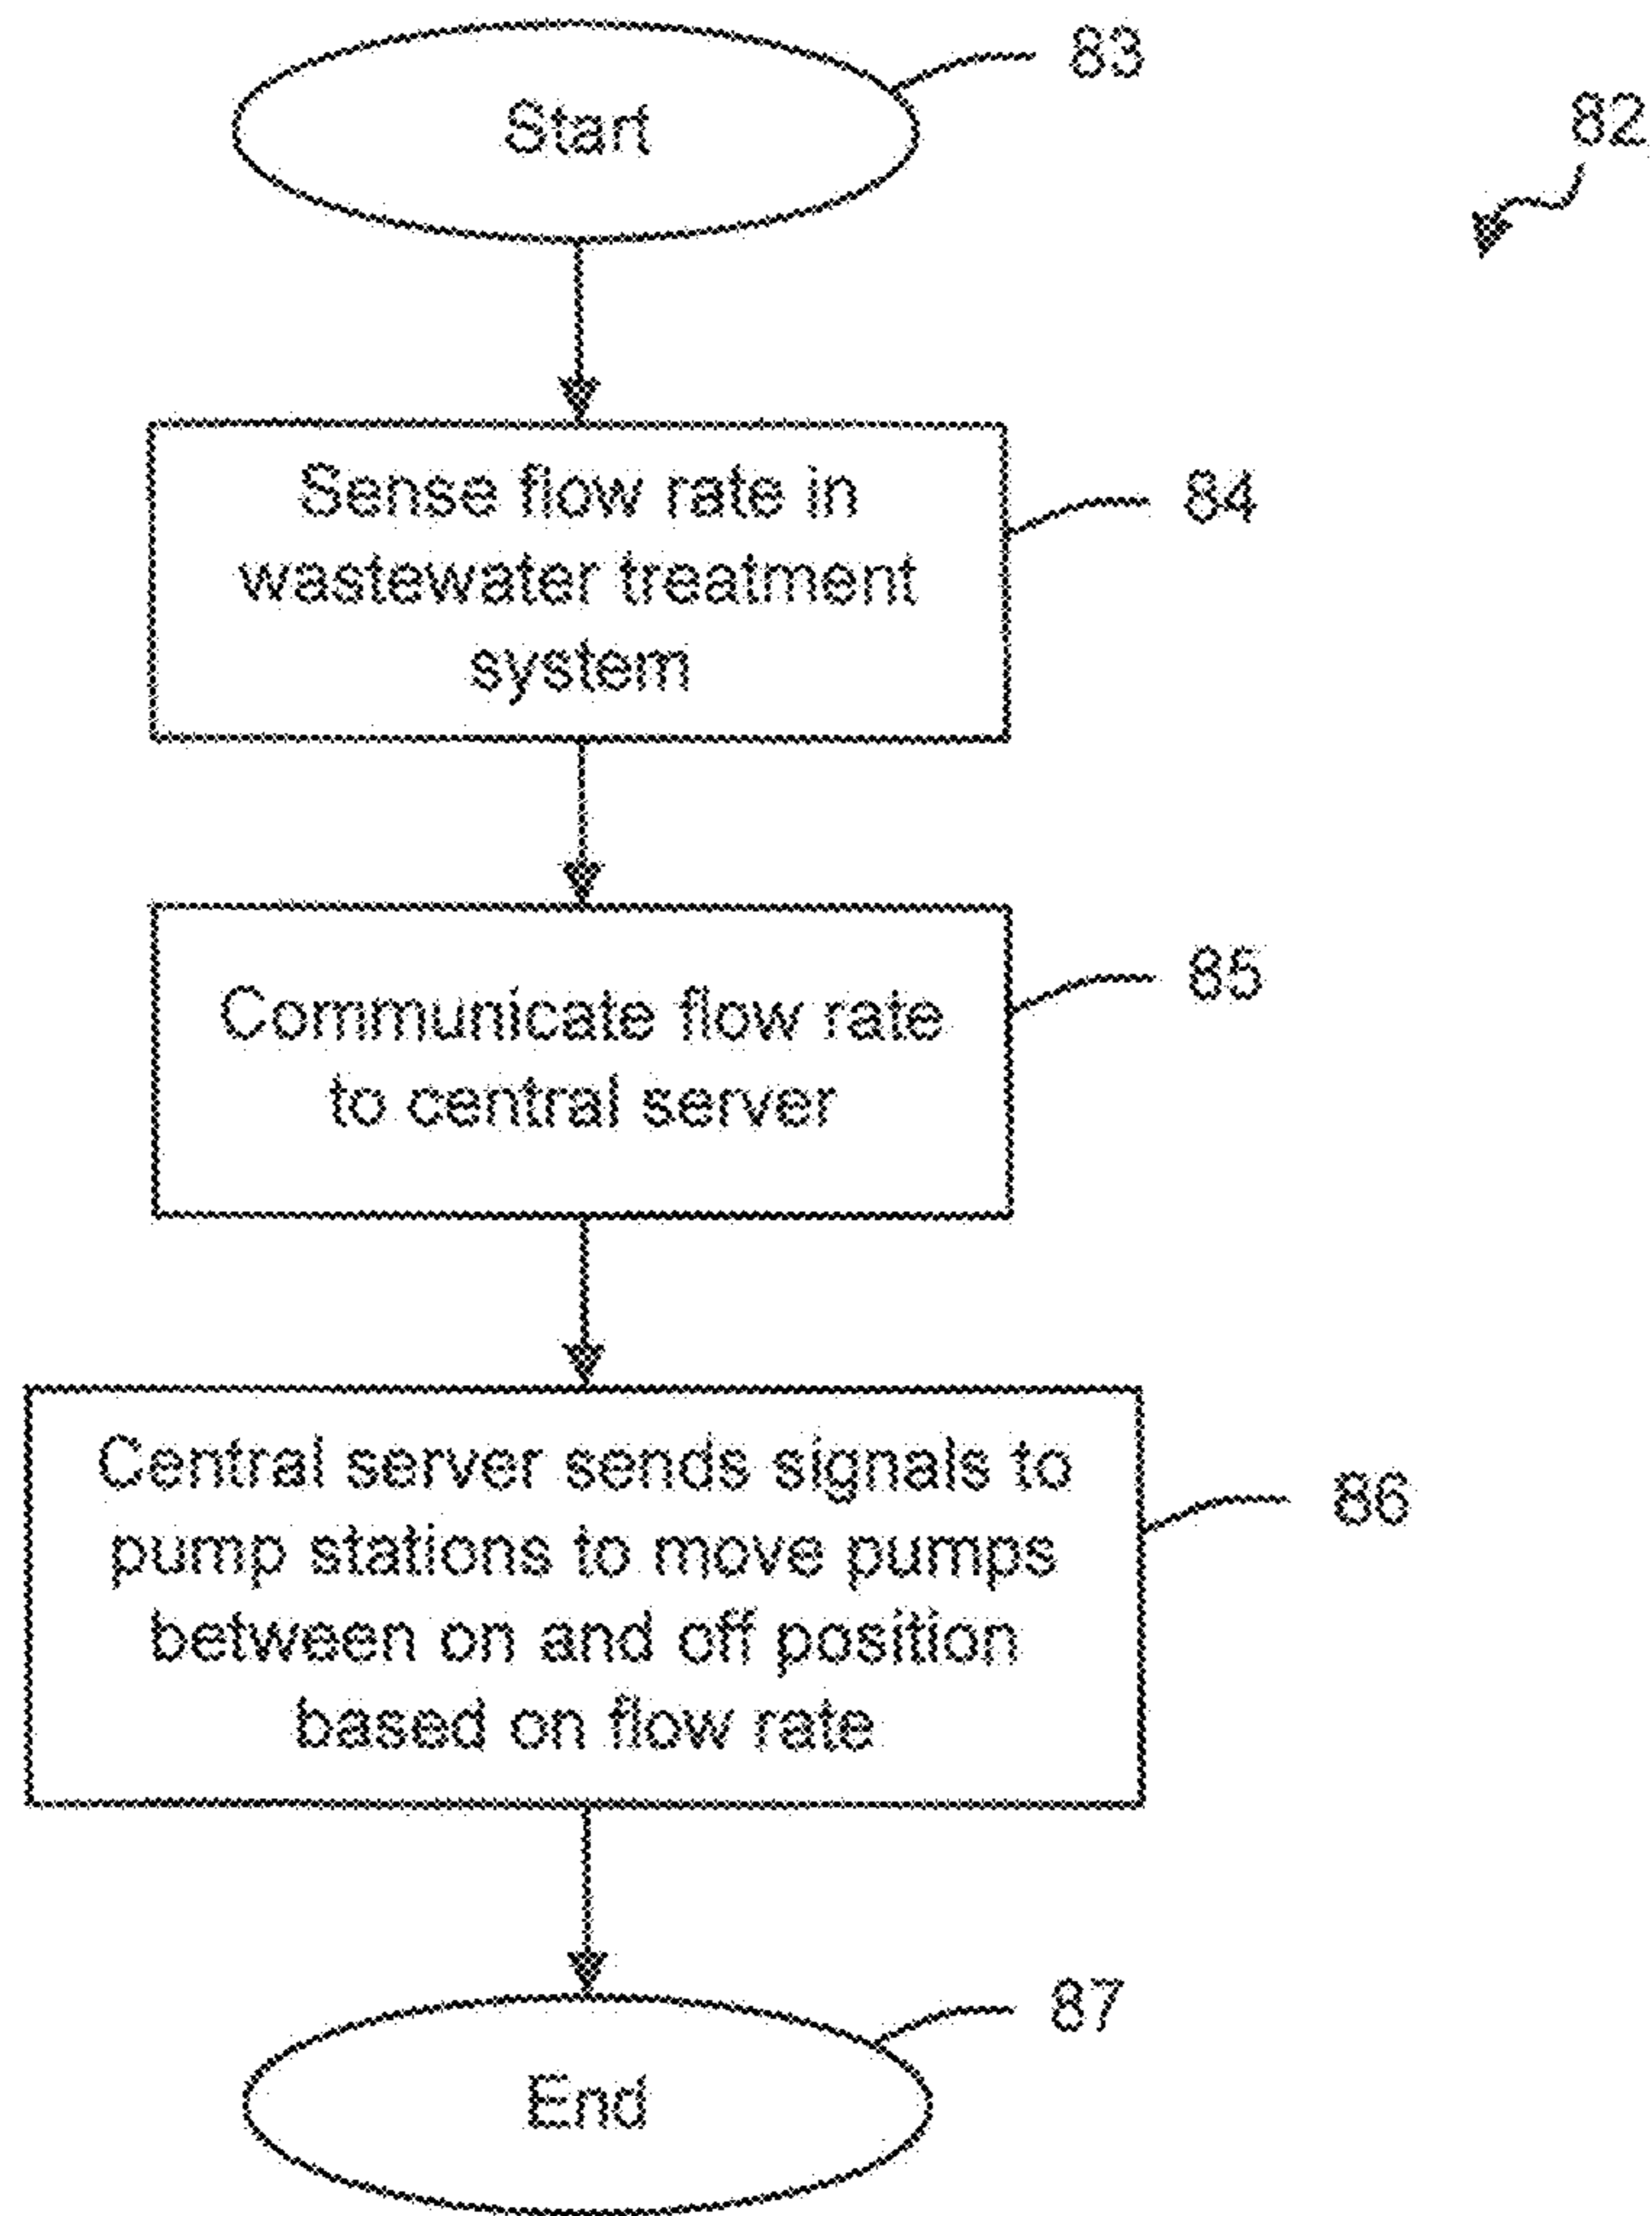 83
Start
82
Sense flow rate in
wastewater treatment
system
84
Communicate flow rate
to central server
85
Central server sends signals to
pump stations to move pumps
between on and off position
based on flow rate
86
87
End